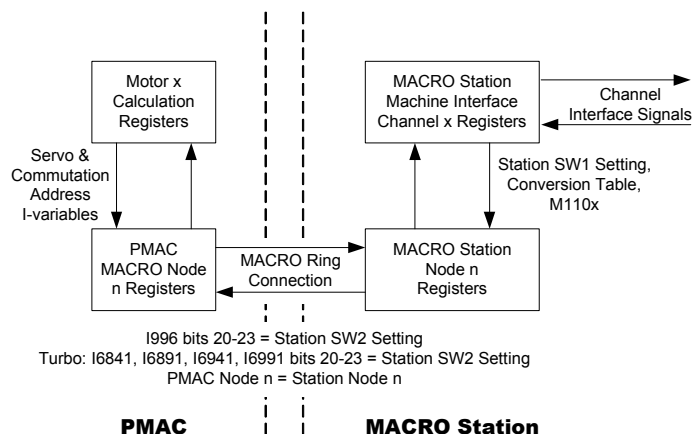 Motor x
Calculation
Registers
MACRO Station
Machine Interface
Channel x Registers
Channel
Interface Signals
Servo &
Commutation
Address
I-variables
Station SW1 Setting,
Conversion Table,
M110x
PMAC
MACRO Node
n Registers
MACRO Ring
Connection
MACRO Station
Node n
Registers
I996 bits 20-23 = Station SW2 Setting
Turbo: I6841, I6891, I6941, I6991 bits 20-23 = Station SW2 Setting
PMAC Node n = Station Node n
PMAC
MACRO Station